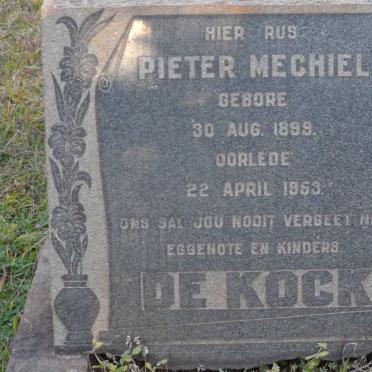 HIER RUS
PIETER MECHIEL
GEBORE
30 AUG. 1899.
OORLEDE
22 APRIL 1953.
ONS SAL JOU NOOIT VERGEET N
EGGENOTE EN KINDERS
DE KOCK